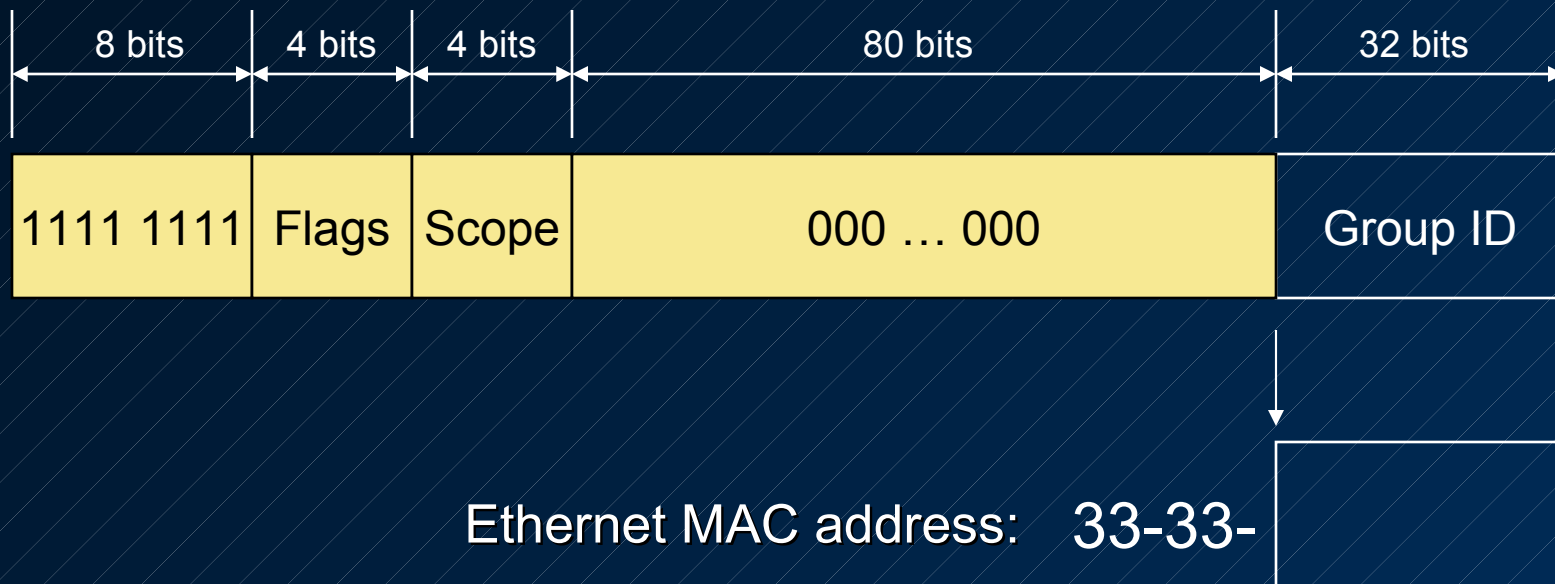 8 bits 4 bits 4 bits 80 bits 32 bits
1111 1111 Flags Scope 000 … 000 Group ID
Ethernet MAC address: 33-33-